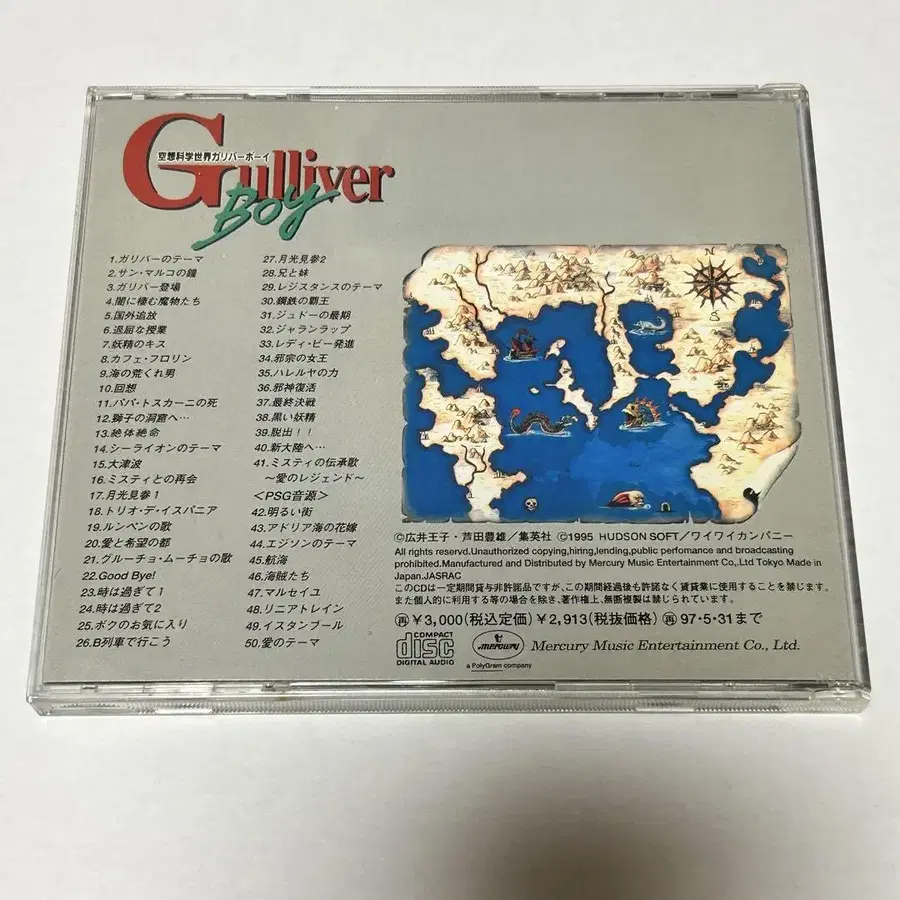 空想科学世界ガリバーボーイ
Gulliver
Boy
1.ガリバーのテーマ
2.サン・マルコの鐘
3.ガリバー登場
4.闇に棲む魔物たち
5.国外追放
6.退屈な授業
7.妖精のキス
8.カフェ・フロリン
9.海の荒くれ男
10.回想
11.パパ・トスカーニの死
12.獅子の洞窟へ…
13.絶体絶命
14.シーライオンのテーマ
15.大津波
16.ミスティとの再会
17.月光見参1
18.トリオ・デ・イスパニア
19.ルンペンの歌
20.愛と希望の都
21.グルーチョ・ムーチョの歌
22.Good Bye!
23.時は過ぎて1
24.時は過ぎて2
25.ボクのお気に入り
26.B列車で行こう
27.月光見参2
28.兄と妹
29.レジスタンスのテーマ
30.鋼鉄の覇王
31.ジュドーの最期
32.ジャランラップ
33.レディ・ビー発進
34.邪宗の女王
35.ハレルヤの力
36.邪神復活
37.最終決戦
38.黒い妖精
39.脱出！！
40.新大陸へ…
41.ミスティの伝承歌
～愛のレジェンド～
＜PSG音源＞
42.明るい街
43.アドリア海の花嫁
44.エジソンのテーマ
45.航海
46.海賊たち
47.マルセイユ
48.リニアトレイン
49.イスタンブール
50.愛のテーマ
©広井王子・芦田豊雄／集英社 ©1995 HUDSON SOFT／ワイワイカンパニー
All rights reservd.Unauthorized copying,hiring,lending,public perfomance and broadcasting
prohibited.Manufactured and Distributed by Mercury Music Entertainment Co,.Ltd Tokyo Made in
Japan.JASRAC
このCDは一定期間貸与非許諾品ですが、この期間経過後も許諾なく賃貸業に使用することを禁じます。
また個人的に利用する等の場合を除き、著作権上、無断複製は禁じられています。
再￥3,000(税込定価)￥2,913(税抜価格)再97・5・31まで
COMPACT
disc
DIGITAL AUDIO
mercury
a PolyGram company
Mercury Music Entertainment Co., Ltd.